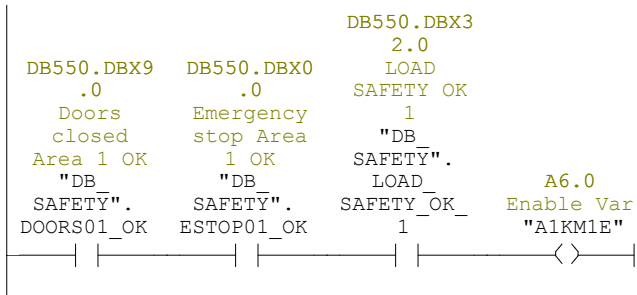 DB550.DBX9
.0
Doors
closed
Area 1 OK
"DB_
SAFETY".
DOORS01_OK
DB550.DBX0
.0
Emergency
stop Area
1 OK
"DB_
SAFETY".
ESTOP01_OK
DB550.DBX3
2.0
LOAD
SAFETY OK
1
"DB_
SAFETY".
LOAD_
SAFETY_OK_
1
A6.0
Enable Var
"A1KM1E"